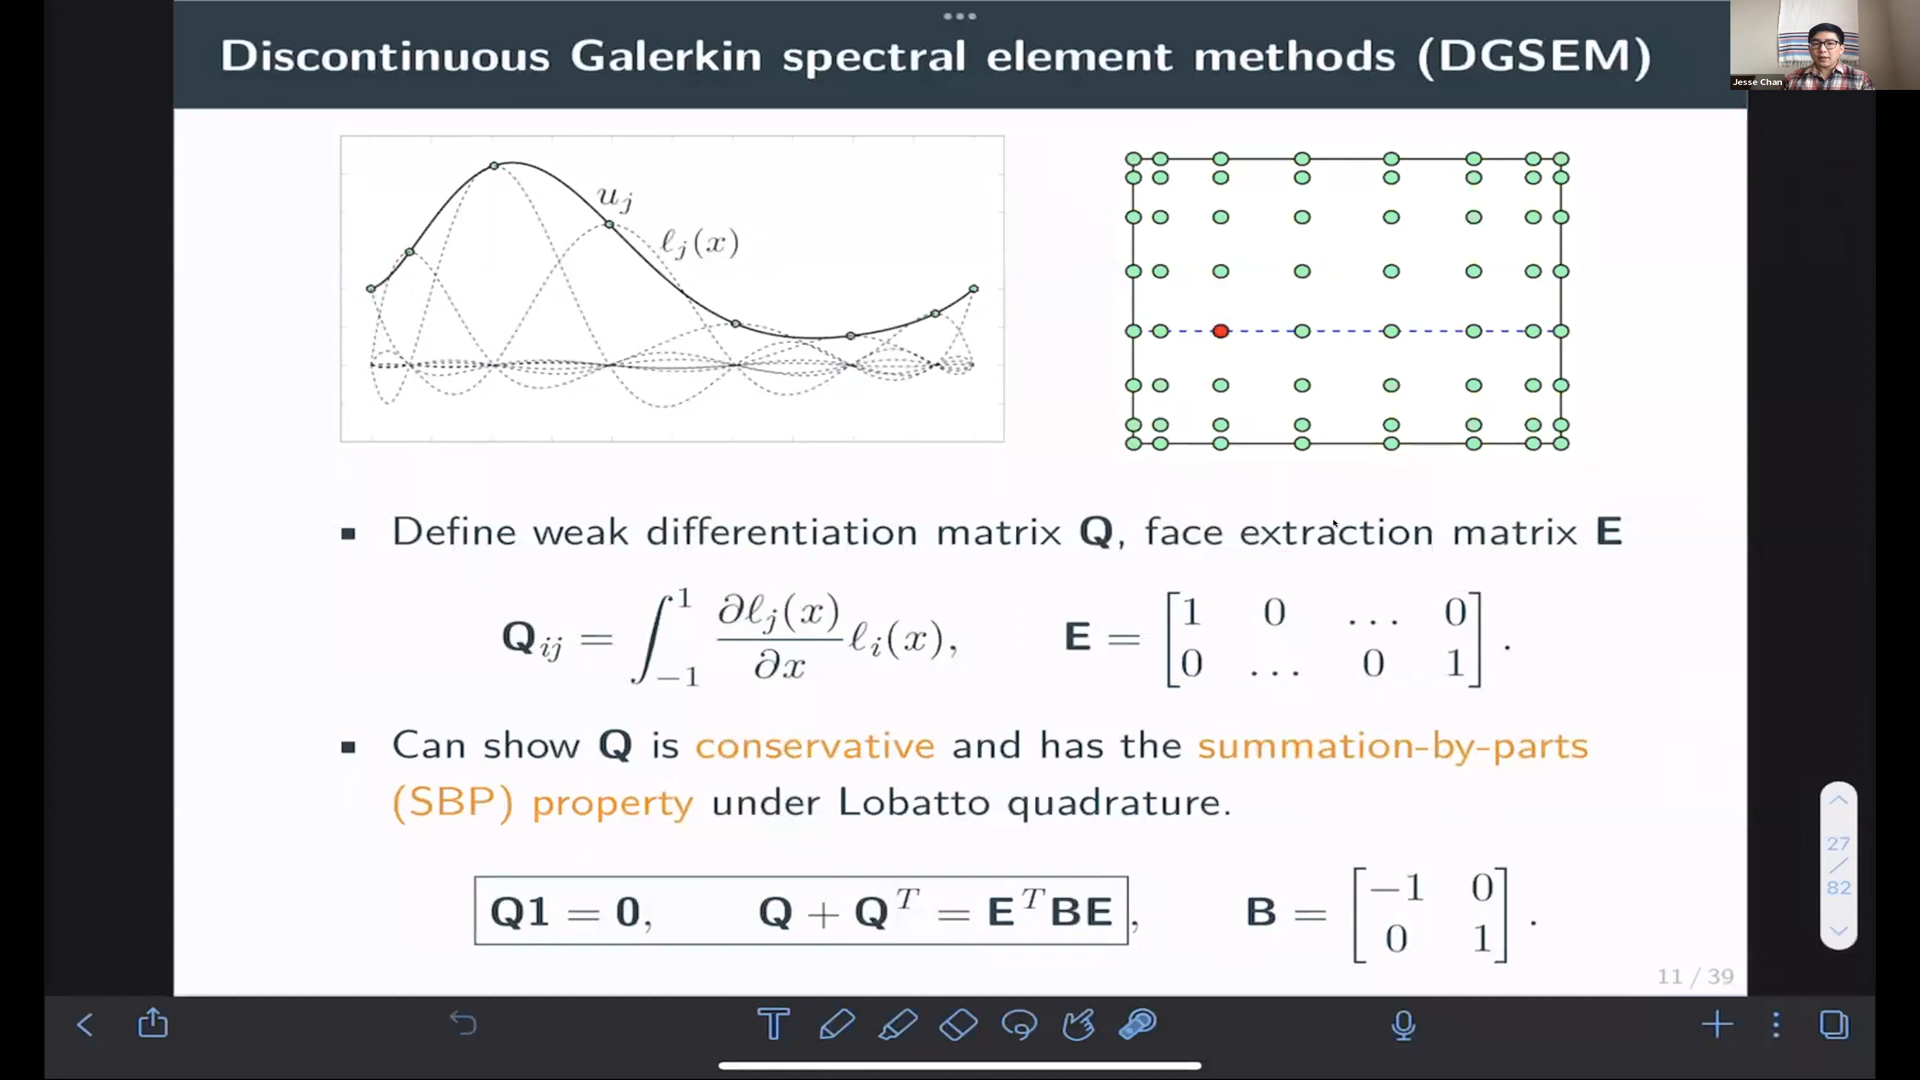 Discontinuous Galerkin spectral element methods (DGSEM)
Jesse Chan
u_j
ℓ_j(x)
▪ Define weak differentiation matrix Q, face extraction matrix E
Q_{ij} = ∫_{-1}^{1} ∂ℓ_j(x)/∂x ℓ_i(x), E = [1 0 … 0; 0 … 0 1].
▪ Can show Q is conservative and has the summation-by-parts
(SBP) property under Lobatto quadrature.
Q1 = 0, Q + Q^T = E^T BE, B = [−1 0; 0 1].
11 / 39
27
/
82
T